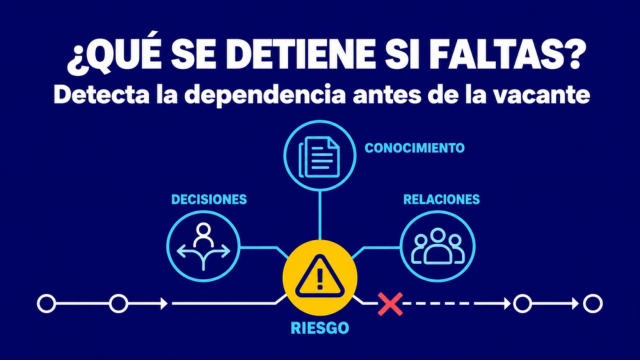 ¿QUÉ SE DETIENE SI FALTAS?
Detecta la dependencia antes de la vacante
CONOCIMIENTO
DECISIONES
RELACIONES
RIESGO